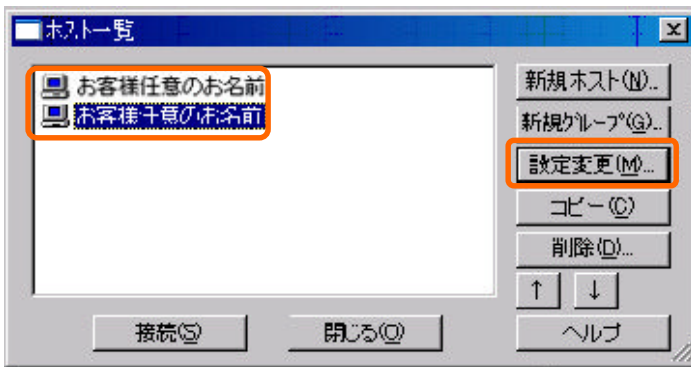 ホスト一覧
お客様任意のお名前
お客様任意のお名前
新規ホスト(N)..
新規グループ(G)..
設定変更(M)...
コピー(C)
削除(D)...
↑ ↓
接続(S)
閉じる(O)
ヘルプ